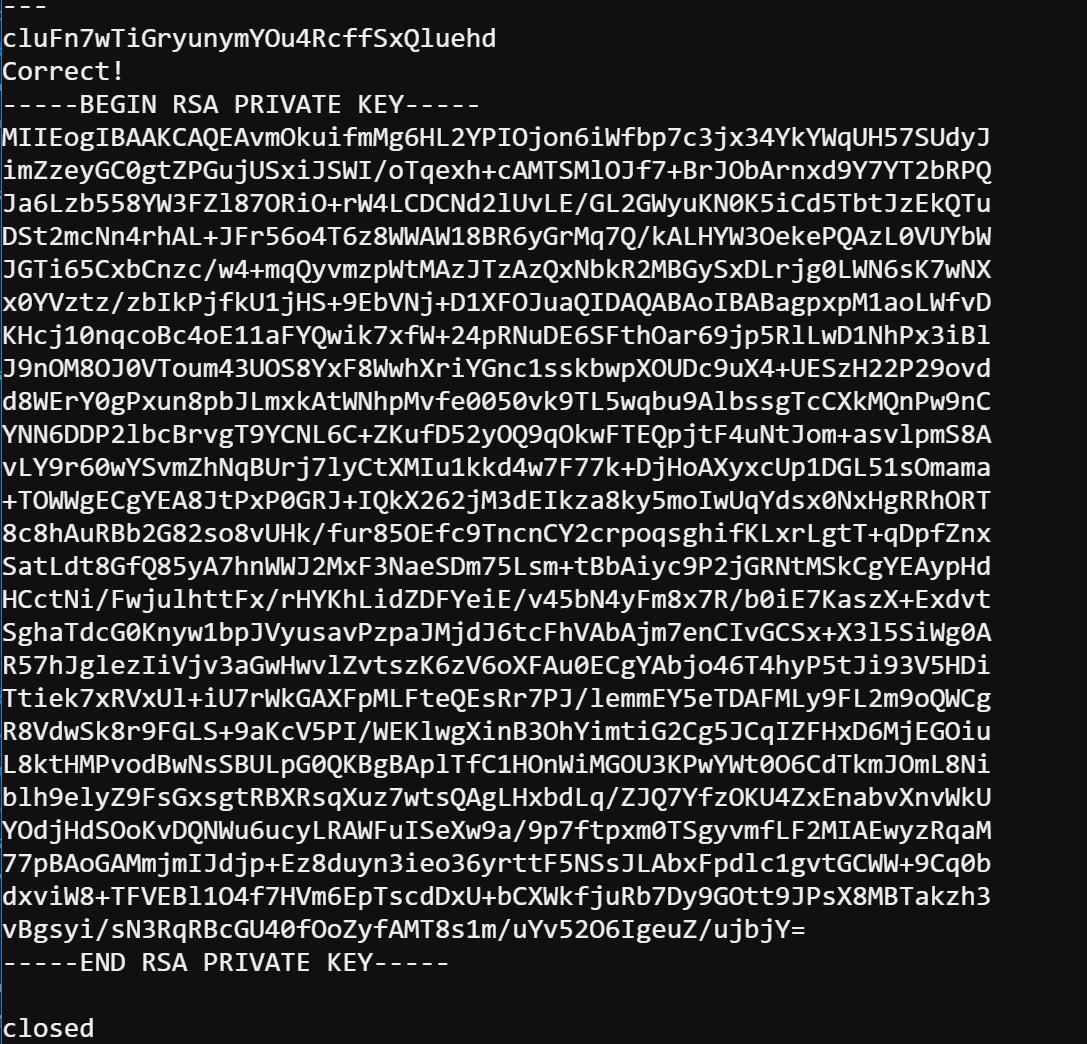 ---
cluFn7wTiGryunymYOu4RcffSxQluehd
Correct!
-----BEGIN RSA PRIVATE KEY-----
MIIEogIBAAKCAQEAvmOkuifmMg6HL2YPIOjon6iWfbp7c3jx34YkYWqUH57SUdyJ
imZzeyGC0gtZPGujUSxiJSWI/oTqexh+cAMTSMlOJf7+BrJObArnxd9Y7YT2bRPQ
Ja6Lzb558YW3FZl87ORiO+rW4LCDCNd2lUvLE/GL2GWyuKN0K5iCd5TbtJzEkQTu
DSt2mcNn4rhAL+JFr56o4T6z8WWAW18BR6yGrMq7Q/kALHYW3OekePQAzL0VUYbW
JGTi65CxbCnzc/w4+mqQyvmzpWtMAzJTzAzQxNbkR2MBGySxDLrjg0LWN6sK7wNX
x0YVztz/zbIkPjfkU1jHS+9EbVNj+D1XFOJuaQIDAQABAoIBABagpxpM1aoLWfvD
KHcj10nqcoBc4oE11aFYQwik7xfW+24pRNuDE6SFthOar69jp5RlLwD1NhPx3iBl
J9nOM8OJ0VToum43UOS8YxF8WwhXriYGnc1sskbwpXOUDc9uX4+UESzH22P29ovd
d8WErY0gPxun8pbJLmxkAtWNhpMvfe0050vk9TL5wqbu9AlbssgTcCXkMQnPw9nC
YNN6DDP2lbcBrvgT9YCNL6C+ZKufD52yOQ9qOkwFTEQpjtF4uNtJom+asvlpmS8A
vLY9r60wYSvmZhNqBUrj7lyCtXMIu1kkd4w7F77k+DjHoAXyxcUp1DGL51sOmama
+TOWWgECgYEA8JtPxP0GRJ+IQkX262jM3dEIkza8ky5moIwUqYdsx0NxHgRRhORT
8c8hAuRBb2G82so8vUHk/fur85OEfc9TncnCY2crpoqsghifKLxrLgtT+qDpfZnx
SatLdt8GfQ85yA7hnWWJ2MxF3NaeSDm75Lsm+tBbAiyc9P2jGRNtMSkCgYEAypHd
HCctNi/FwjulhttFx/rHYKhLidZDFYeiE/v45bN4yFm8x7R/b0iE7KaszX+Exdvt
SghaTdcG0Knyw1bpJVyusavPzpaJMjdJ6tcFhVAbAjm7enCIvGCSx+X3l5SiWg0A
R57hJglezIiVjv3aGwHwvlZvtszK6zV6oXFAu0ECgYAbjo46T4hyP5tJi93V5HDi
Ttiek7xRVxUl+iU7rWkGAXFpMLFteQEsRr7PJ/lemmEY5eTDAFMLy9FL2m9oQWCg
R8VdwSk8r9FGLS+9aKcV5PI/WEKlwgXinB3OhYimtiG2Cg5JCqIZFHxD6MjEGOiu
L8ktHMPvodBwNsSBULpG0QKBgBAplTfC1HOnWiMGOU3KPwYWt0O6CdTkmJOmL8Ni
blh9elyZ9FsGxsgtRBXRsqXuz7wtsQAgLHxbdLq/ZJQ7YfzOKU4ZxEnabvXnvWkU
YOdjHdSOoKvDQNWu6ucyLRAWFuISeXw9a/9p7ftpxm0TSgyvmfLF2MIAEwyzRqaM
77pBAoGAMmjmIJdjp+Ez8duyn3ieo36yrttF5NSsJLAbxFpdlc1gvtGCWW+9Cq0b
dxviW8+TFVEBl1O4f7HVm6EpTscdDxU+bCXWkfjuRb7Dy9GOtt9JPsX8MBTakzh3
vBgsyi/sN3RqRBcGU40fOoZyfAMT8s1m/uYv52O6IgeuZ/ujbjY=
-----END RSA PRIVATE KEY-----
closed